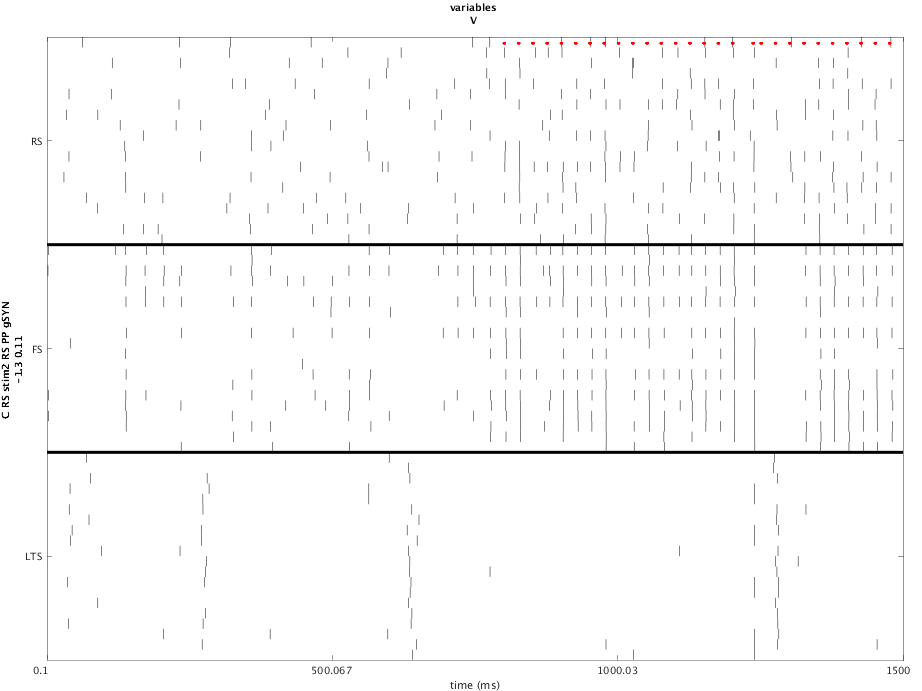 variables
V
C RS stim2 RS PP gSYN
-1.3 0.11
RS
FS
LTS
0.1
500.067
1000.03
1500
time (ms)